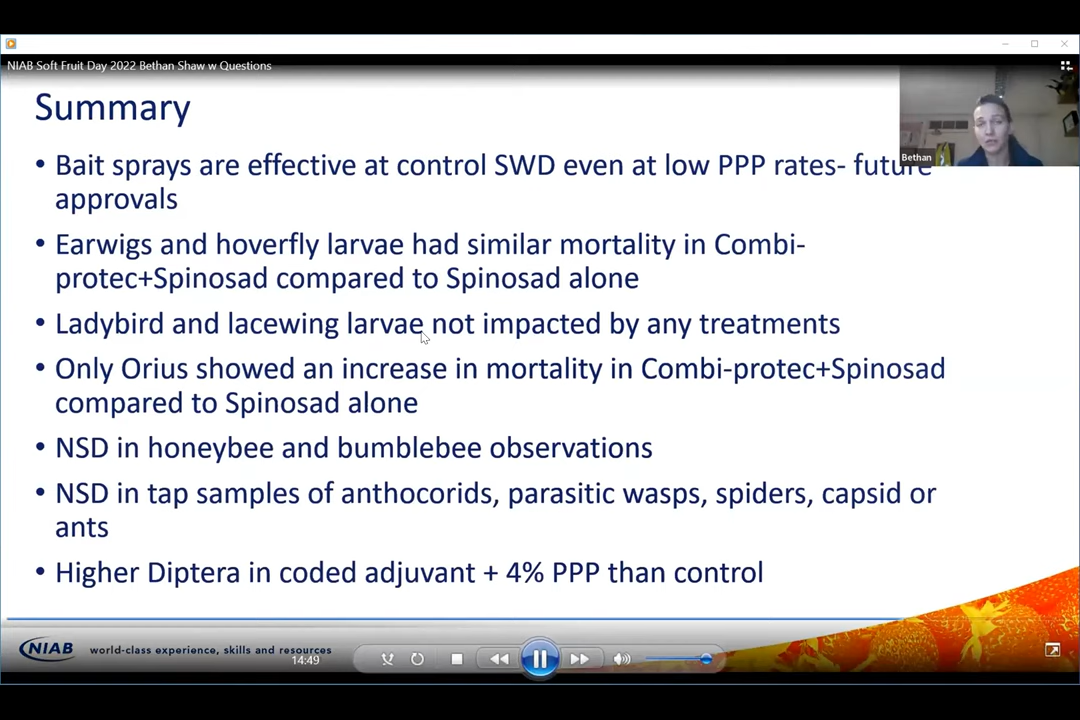 NIAB Soft Fruit Day 2022 Bethan Shaw w Questions
Summary
Bethan
• Bait sprays are effective at control SWD even at low PPP rates- future
approvals
• Earwigs and hoverfly larvae had similar mortality in Combi-
protec+Spinosad compared to Spinosad alone
• Ladybird and lacewing larvae not impacted by any treatments
• Only Orius showed an increase in mortality in Combi-protec+Spinosad
compared to Spinosad alone
• NSD in honeybee and bumblebee observations
• NSD in tap samples of anthocorids, parasitic wasps, spiders, capsid or
ants
• Higher Diptera in coded adjuvant + 4% PPP than control
NIAB world-class experience, skills and resources
14:49